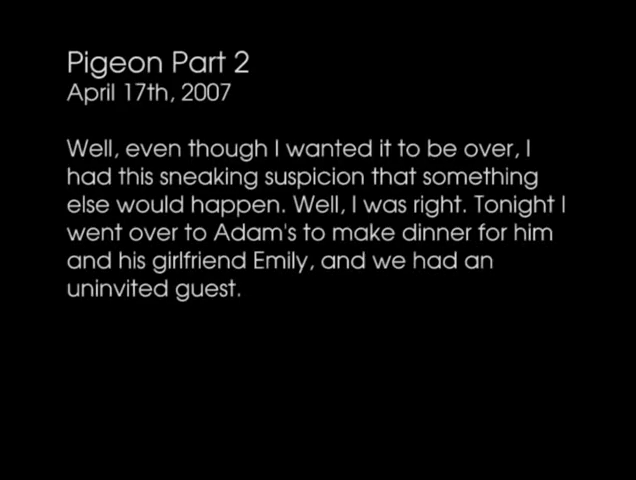 Pigeon Part 2
April 17th, 2007
Well, even though I wanted it to be over, I
had this sneaking suspicion that something
else would happen. Well, I was right. Tonight I
went over to Adam's to make dinner for him
and his girlfriend Emily, and we had an
uninvited guest.